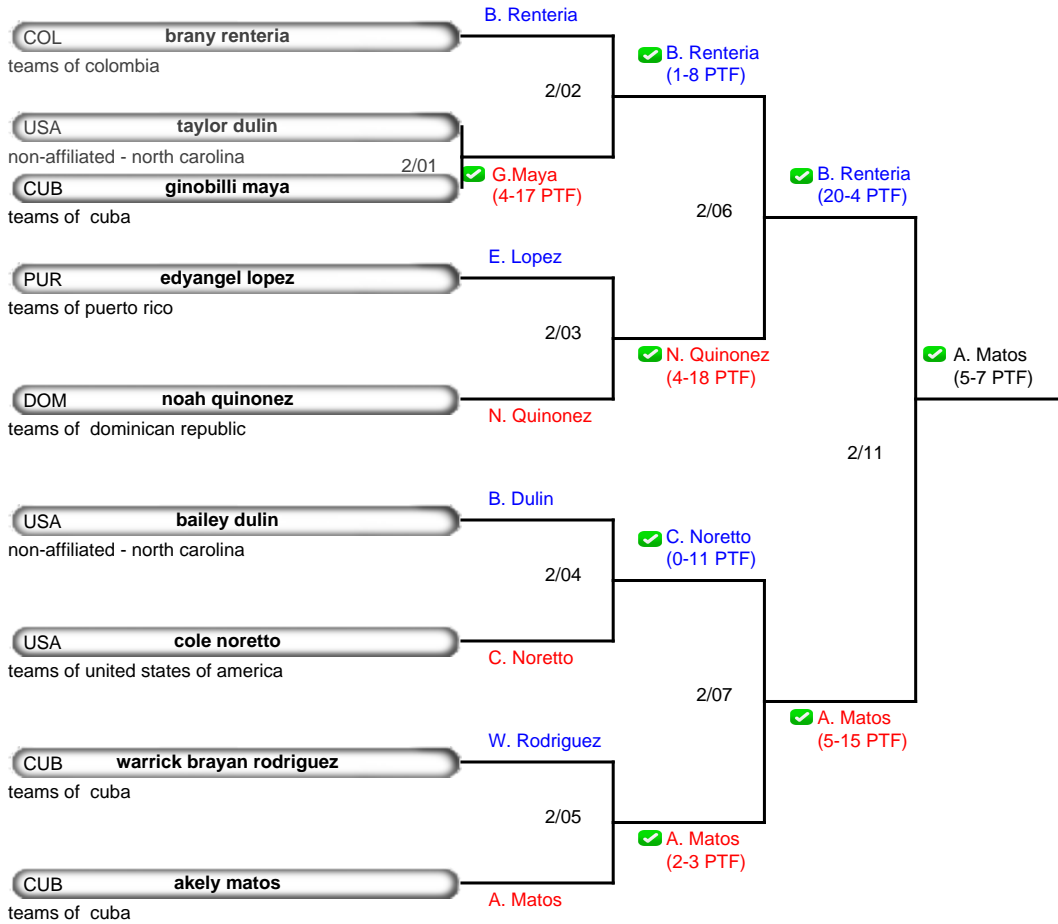 B. Renteria
COL brany renteria
teams of colombia
2/02
B. Renteria
(1-8 PTF)
USA taylor dulin
non-affiliated - north carolina
2/01
G.Maya
(4-17 PTF)
CUB ginobilli maya
teams of cuba
2/06
B. Renteria
(20-4 PTF)
E. Lopez
PUR edyangel lopez
teams of puerto rico
2/03
N. Quinonez
(4-18 PTF)
DOM noah quinonez
teams of dominican republic
N. Quinonez
A. Matos
(5-7 PTF)
2/11
B. Dulin
USA bailey dulin
non-affiliated - north carolina
2/04
C. Noretto
(0-11 PTF)
USA cole noretto
teams of united states of america
C. Noretto
2/07
A. Matos
(5-15 PTF)
W. Rodriguez
CUB warrick brayan rodriguez
teams of cuba
2/05
A. Matos
(2-3 PTF)
CUB akely matos
teams of cuba
A. Matos